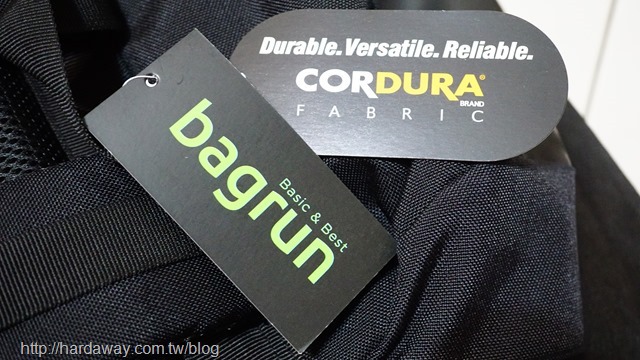 Durable. Versatile. Reliable.
CORDURA®
BRAND
FABRIC
bagrun
Basic & Best
http://hardaway.com.tw/blog